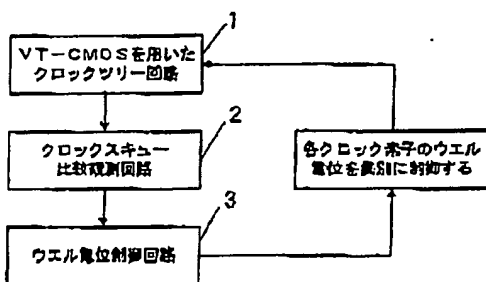 1
VT-CMOSを用いた
クロックツリー回路
2
クロックスキュー
比較観測回路
3
ウエル電位制御回路
各クロック素子のウエル
電位を個別に制御する